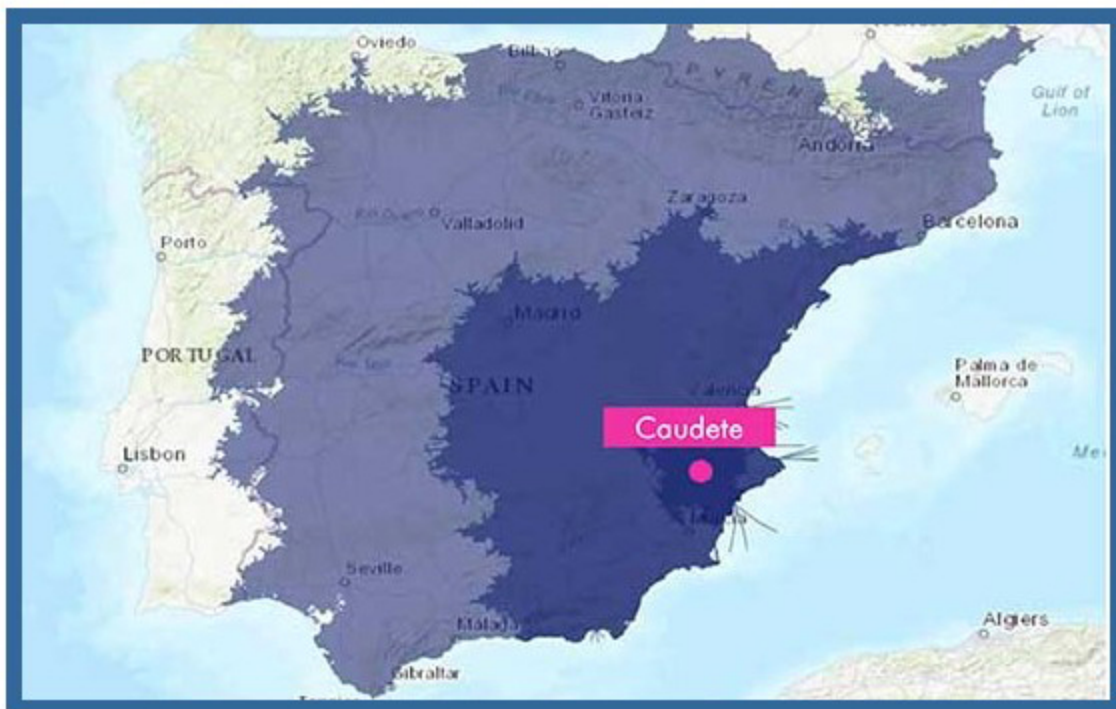 Oviedo
Bilbao
Vitoria
Gasteiz
PYREN
Gulf of
Lion
Andorra
Zaragoza
Valladolid
Barcelona
Porto
Madrid
PORTUGAL
SPAIN
Palma de
Mallorca
Valencia
Caudete
Lisbon
Murcia
Seville
Málaga
Gibraltar
Algiers